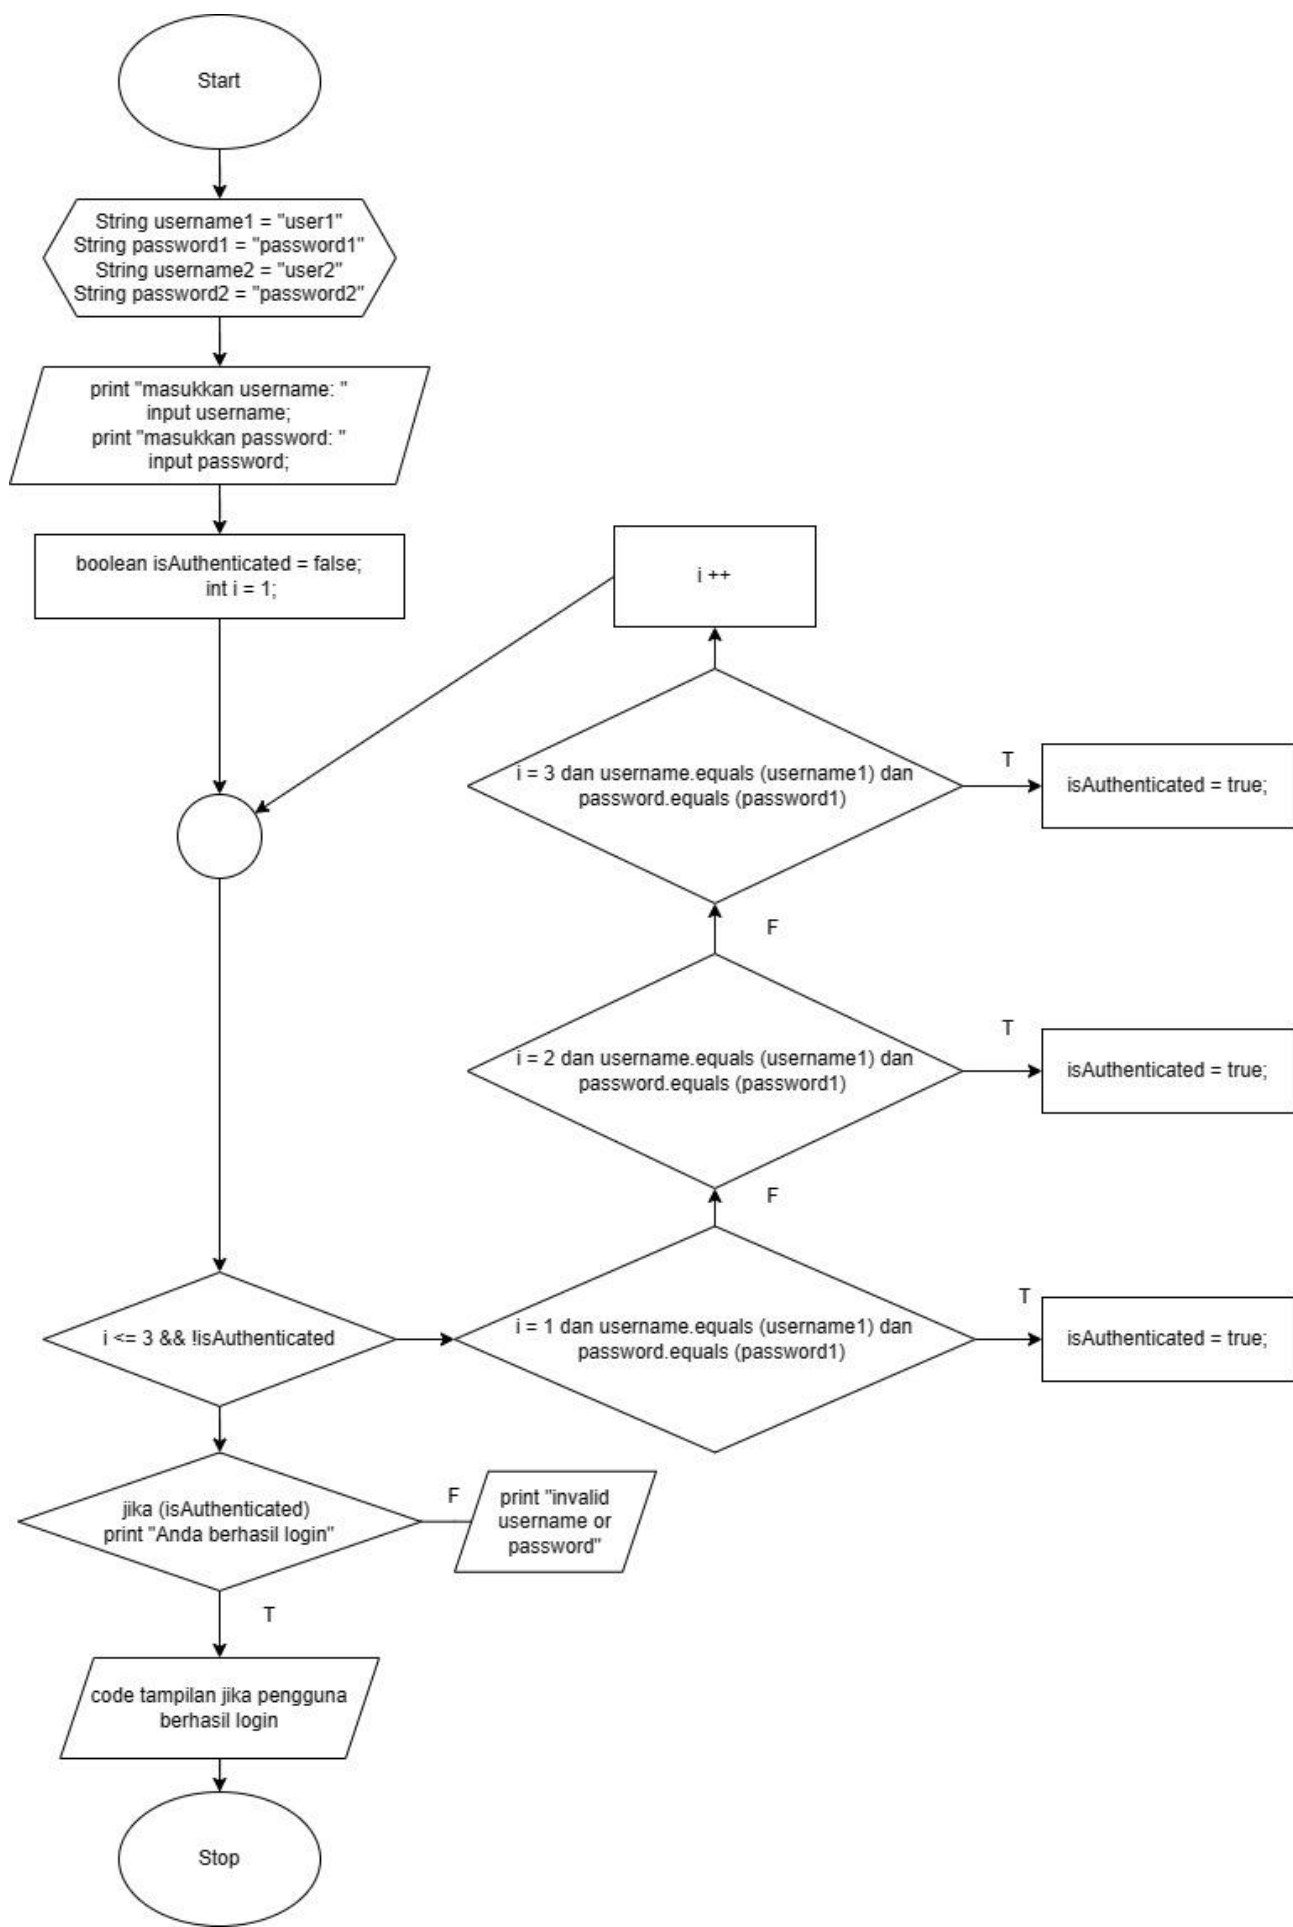 Start
String username1 = "user1"
String password1 = "password1"
String username2 = "user2"
String password2 = "password2"
print "masukkan username: "
input username;
print "masukkan password: "
input password;
boolean isAuthenticated = false;
int i = 1;
i ++
i = 3 dan username.equals (username1) dan
password.equals (password1)
T
isAuthenticated = true;
F
i = 2 dan username.equals (username1) dan
password.equals (password1)
T
isAuthenticated = true;
F
i <= 3 && !isAuthenticated
i = 1 dan username.equals (username1) dan
password.equals (password1)
T
isAuthenticated = true;
jika (isAuthenticated)
print "Anda berhasil login"
F
print "invalid
username or
password"
T
code tampilan jika pengguna
berhasil login
Stop